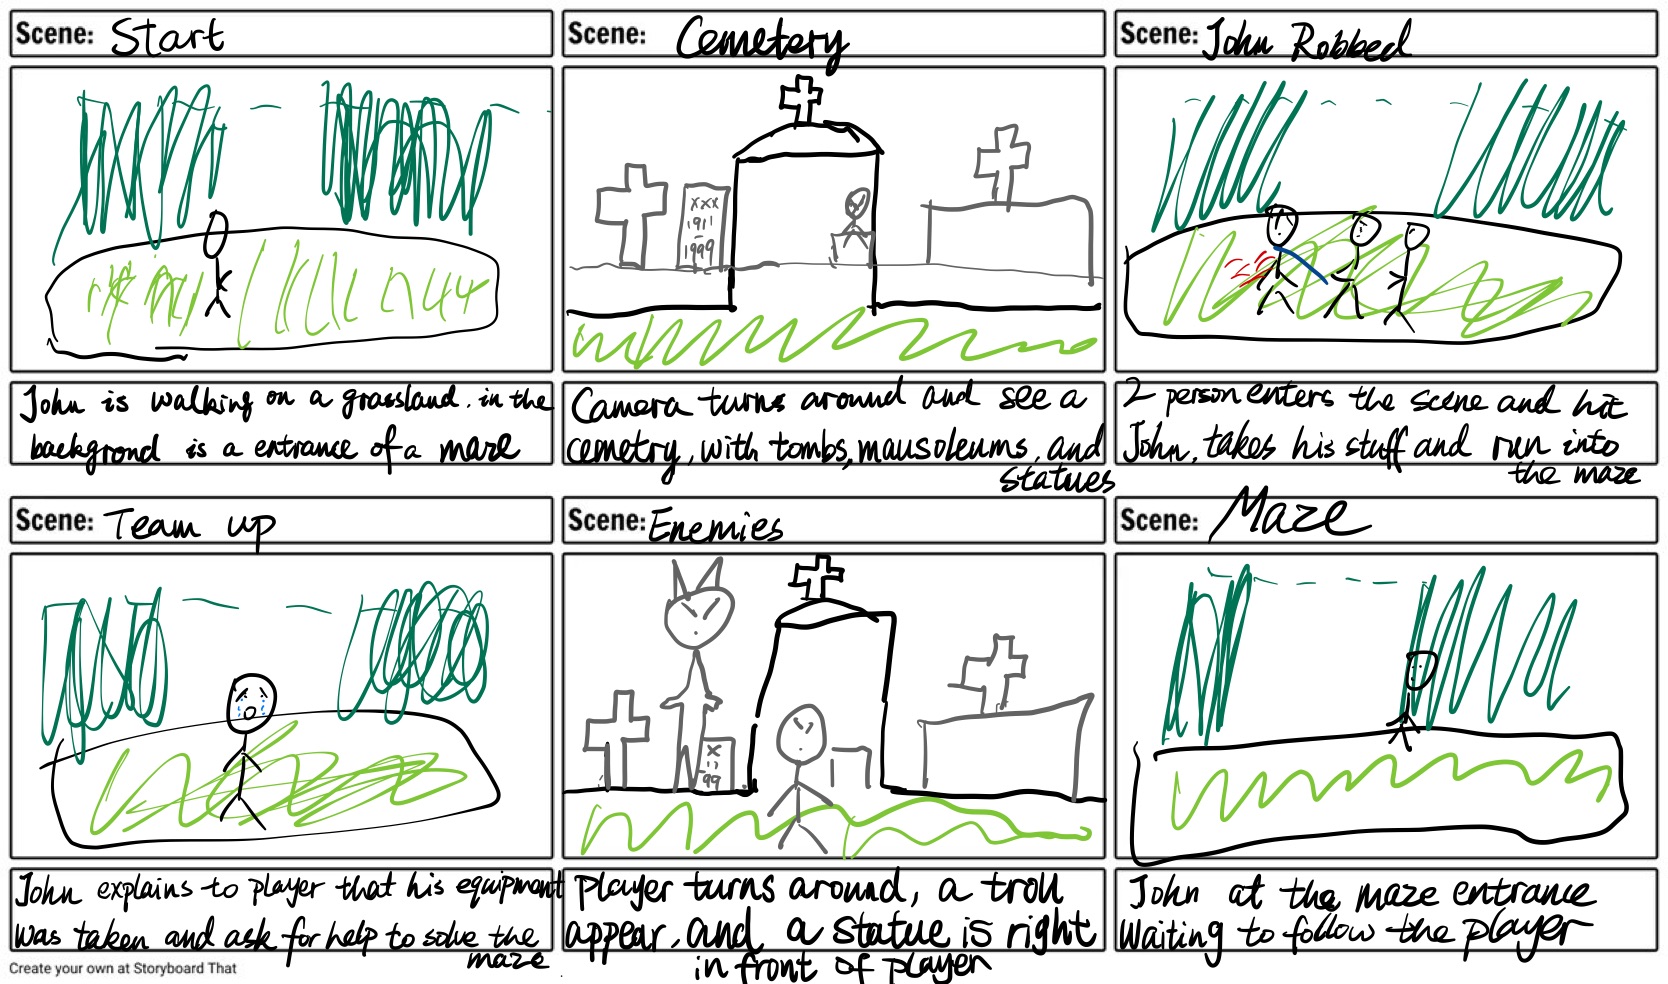 Scene: Start
Scene: Cemetery
Scene: John Robbed
XXX
1911
-
1999
John is walking on a grassland. in the
backgrond is a entrance of a maze
Camera turns around and see a
cemetry, with tombs, mausoleums, and
statues
2 person enters the scene and hit
John, takes his stuff and run into
the maze
Scene: Team up
Scene: Enemies
Scene: Maze
X
99
John explains to player that his equipment
was taken and ask for help to solve the
maze
Player turns around, a troll
appear, and a statue is right
in front of player
John at the maze entrance
Waiting to follow the player
Create your own at Storyboard That